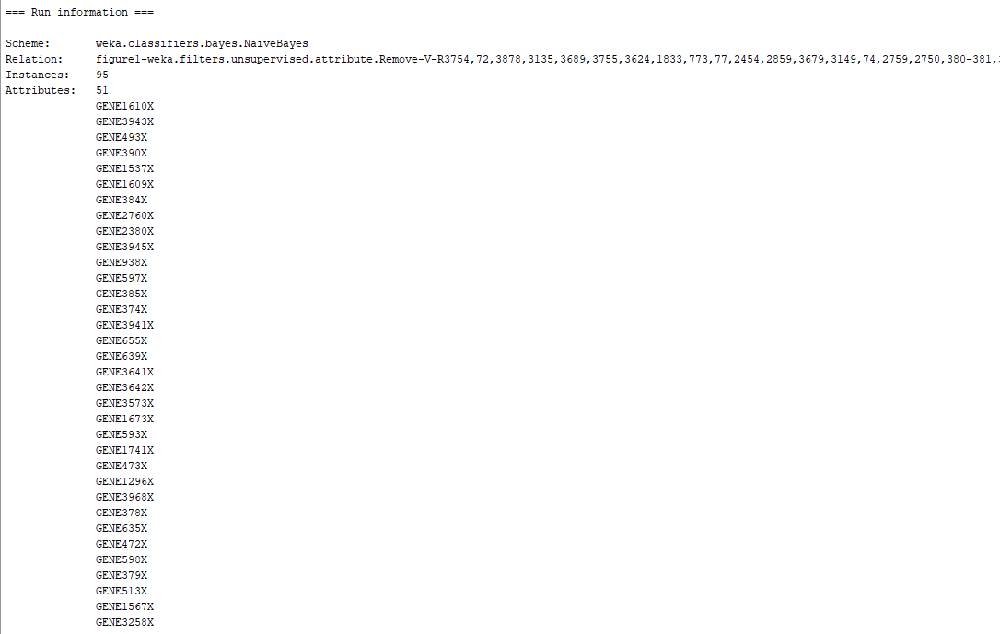 === Run information ===
Scheme: weka.classifiers.bayes.NaiveBayes
Relation: figure1-weka.filters.unsupervised.attribute.Remove-V-R3754,72,3878,3135,3689,3755,3624,1833,773,77,2454,2859,3679,3149,74,2759,2750,380-381,
Instances: 95
Attributes: 51
GENE1610X
GENE3943X
GENE493X
GENE390X
GENE1537X
GENE1609X
GENE384X
GENE2760X
GENE2380X
GENE3945X
GENE938X
GENE597X
GENE385X
GENE374X
GENE3941X
GENE655X
GENE639X
GENE3641X
GENE3642X
GENE3573X
GENE1673X
GENE593X
GENE1741X
GENE473X
GENE1296X
GENE3968X
GENE378X
GENE635X
GENE472X
GENE598X
GENE379X
GENE513X
GENE1567X
GENE3258X